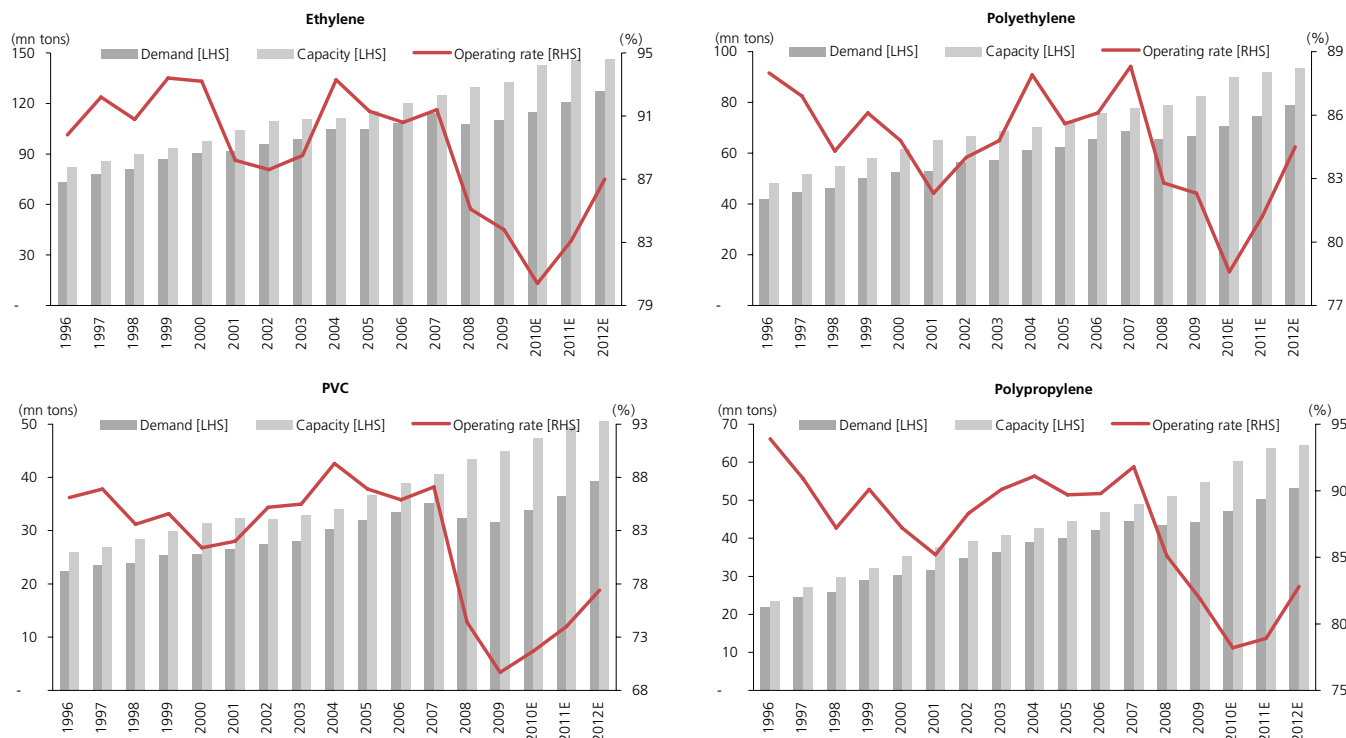 Ethylene
(mn tons) (%)
Demand [LHS] Capacity [LHS] Operating rate [RHS]
150 95
120 91
90 87
60
30 83
- 79
1996 1997 1998 1999 2000 2001 2002 2003 2004 2005 2006 2007 2008 2009 2010E 2011E 2012E
Polyethylene
(mn tons) (%)
Demand [LHS] Capacity [LHS] Operating rate [RHS]
100 89
80 86
60 83
40
20 80
- 77
1996 1997 1998 1999 2000 2001 2002 2003 2004 2005 2006 2007 2008 2009 2010E 2011E 2012E
PVC
(mn tons) (%)
Demand [LHS] Capacity [LHS] Operating rate [RHS]
50 93
40 88
30 83
20 78
10 73
- 68
1996 1997 1998 1999 2000 2001 2002 2003 2004 2005 2006 2007 2008 2009 2010E 2011E 2012E
Polypropylene
(mn tons) (%)
Demand [LHS] Capacity [LHS] Operating rate [RHS]
70 95
60
50 90
40
30 85
20 80
10
- 75
1996 1997 1998 1999 2000 2001 2002 2003 2004 2005 2006 2007 2008 2009 2010E 2011E 2012E